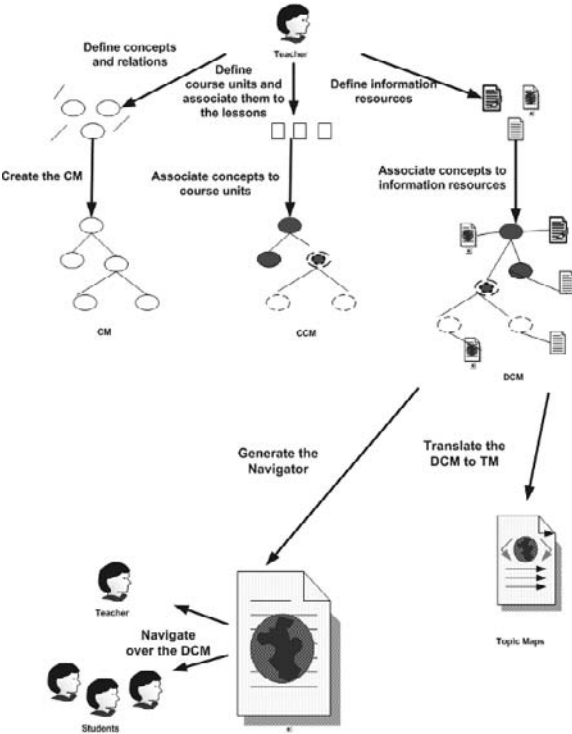 Teacher
Define concepts
and relations
Define
course units and
associate them to
the lessons
Define information
resources
Create the CM
Associate concepts to
course units
Associate concepts to
information resources
CM
CCM
DCM
Generate the
Navigator
Translate the
DCM to TM
Teacher
Navigate
over the DCM
Students
Topic Maps